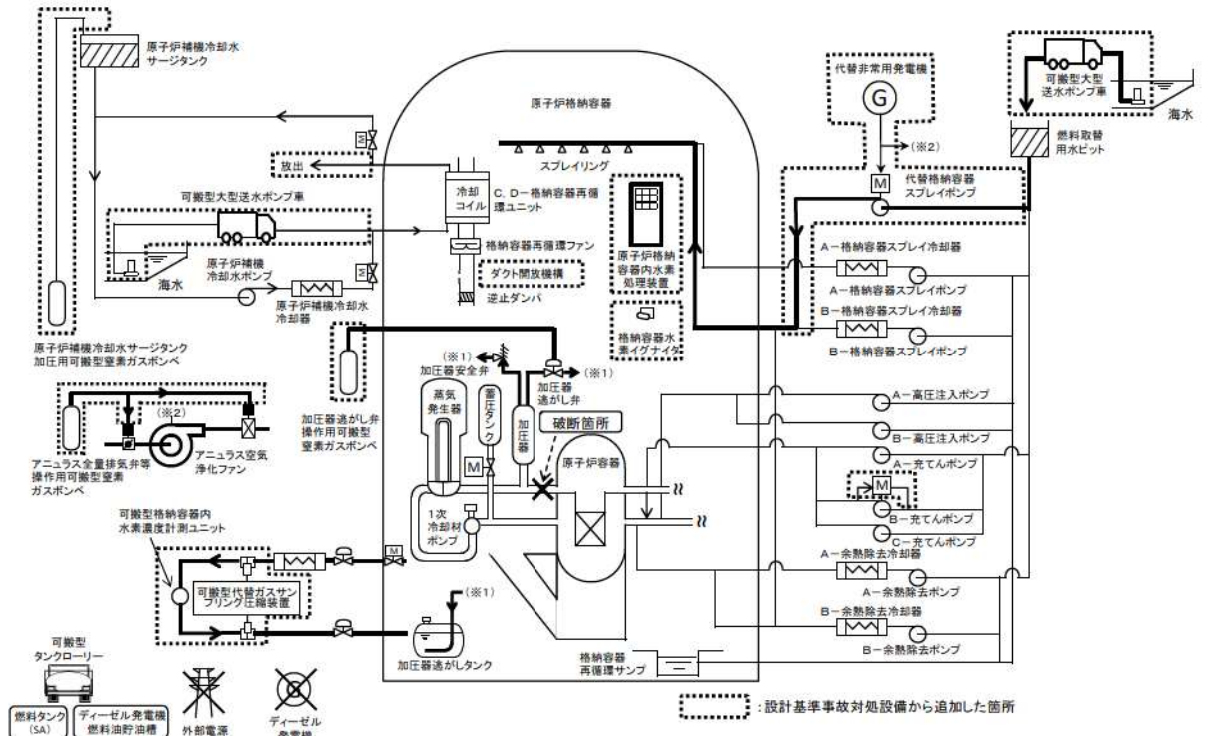 原子炉補機冷却水
サージタンク
原子炉格納容器
代替非常用発電機
G
可搬型大型
送水ポンプ車
海水
M
放出
スプレイリング
(※2)
燃料取替
用水ピット
冷却
コイル
C, D-格納容器再循
環ユニット
M
代替格納容器
スプレイポンプ
可搬型大型送水ポンプ車
格納容器再循環ファン
原子炉格納
容器内水素
処理装置
A-格納容器スプレイ冷却器
原子炉補機
冷却水ポンプ
M
ダクト開放機構
海水
原子炉補機冷却水
冷却器
逆止ダンパ
A-格納容器スプレイポンプ
B-格納容器スプレイ冷却器
格納容器水
素イグナイタ
B-格納容器スプレイポンプ
原子炉補機冷却水サージタンク
加圧用可搬型窒素ガスボンベ
(※1)
加圧器安全弁
(※1)
加圧器
逃がし弁
蒸気
発生器
蓄圧タンク
加圧器
破断箇所
A-高圧注入ポンプ
加圧器逃がし弁
操作用可搬型
窒素ガスボンベ
(※2)
B-高圧注入ポンプ
原子炉容器
アニュラス空気
浄化ファン
A-充てんポンプ
アニュラス全量排気弁等
操作用可搬型窒素
ガスボンベ
M
M
B-充てんポンプ
1次
冷却材
ポンプ
C-充てんポンプ
可搬型格納容器内
水素濃度計測ユニット
M
A-余熱除去冷却器
可搬型代替ガスサン
プリング圧縮装置
(※1)
A-余熱除去ポンプ
B-余熱除去冷却器
可搬型
タンクローリー
加圧器逃がしタンク
格納容器
再循環サンプ
B-余熱除去ポンプ
燃料タンク
(SA)
ディーゼル発電機
燃料油貯油槽
外部電源
ディーゼル
発電機
:設計基準事故対処設備から追加した箇所